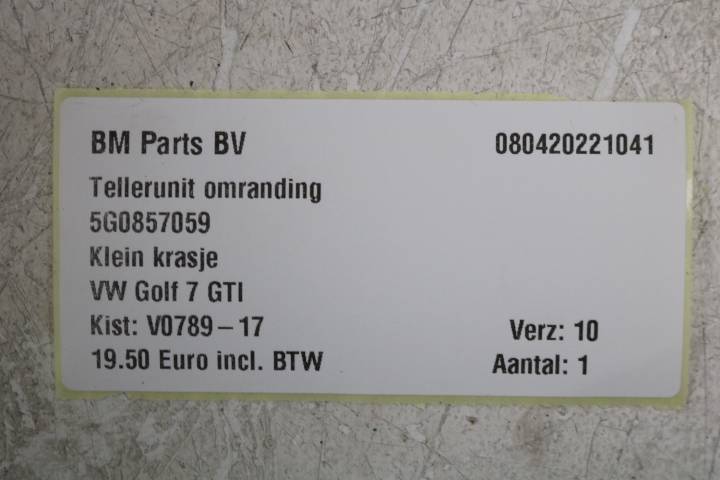 BM Parts BV 080420221041
Tellerunit omranding
5G0857059
Klein krasje
VW Golf 7 GTI
Kist: V0789-17 Verz: 10
19.50 Euro incl. BTW Aantal: 1